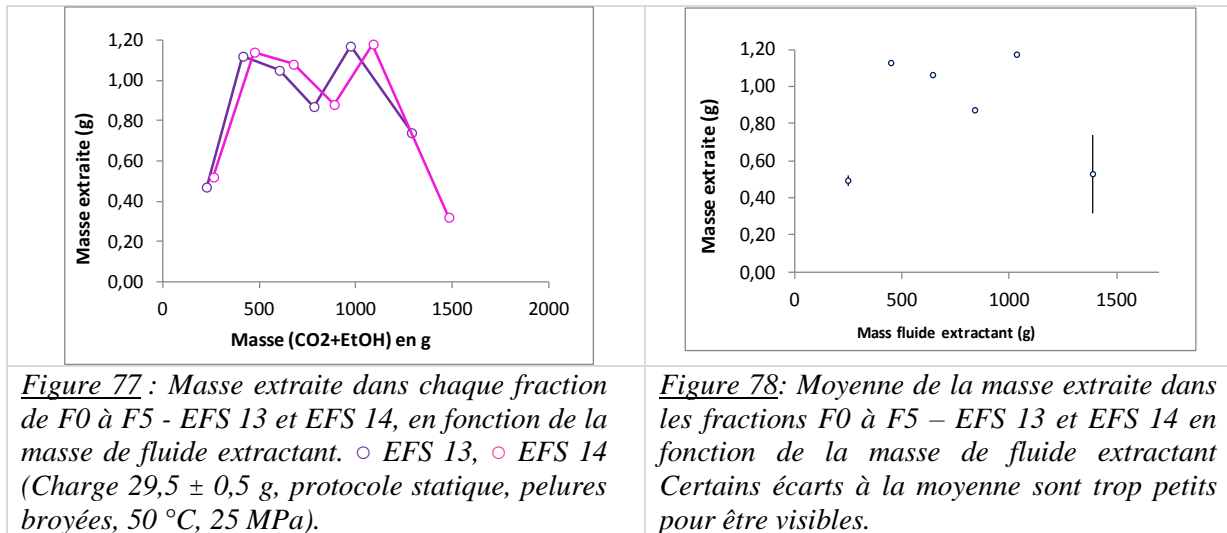 1,20
1,00
0,80
0,60
0,40
0,20
0,00
Masse extraite (g)
0 500 1000 1500 2000
Masse (CO2+EtOH) en g
1,20
1,00
0,80
0,60
0,40
0,20
0,00
Masse extraite (g)
0 500 1000 1500
Mass fluide extractant (g)
Figure 77 : Masse extraite dans chaque fraction
de F0 à F5 - EFS 13 et EFS 14, en fonction de la
masse de fluide extractant. ○ EFS 13, ○ EFS 14
(Charge 29,5 ± 0,5 g, protocole statique, pelures
broyées, 50 °C, 25 MPa).
Figure 78: Moyenne de la masse extraite dans
les fractions F0 à F5 – EFS 13 et EFS 14 en
fonction de la masse de fluide extractant
Certains écarts à la moyenne sont trop petits
pour être visibles.